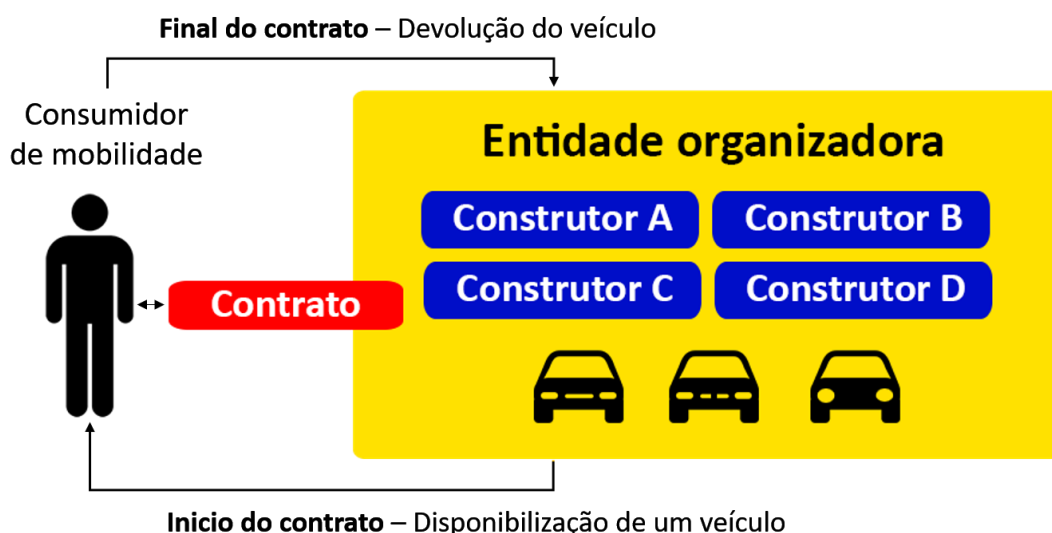 Final do contrato – Devolução do veículo
Consumidor
de mobilidade
Entidade organizadora
Construtor A
Construtor B
Construtor C
Construtor D
Contrato
Inicio do contrato – Disponibilização de um veículo